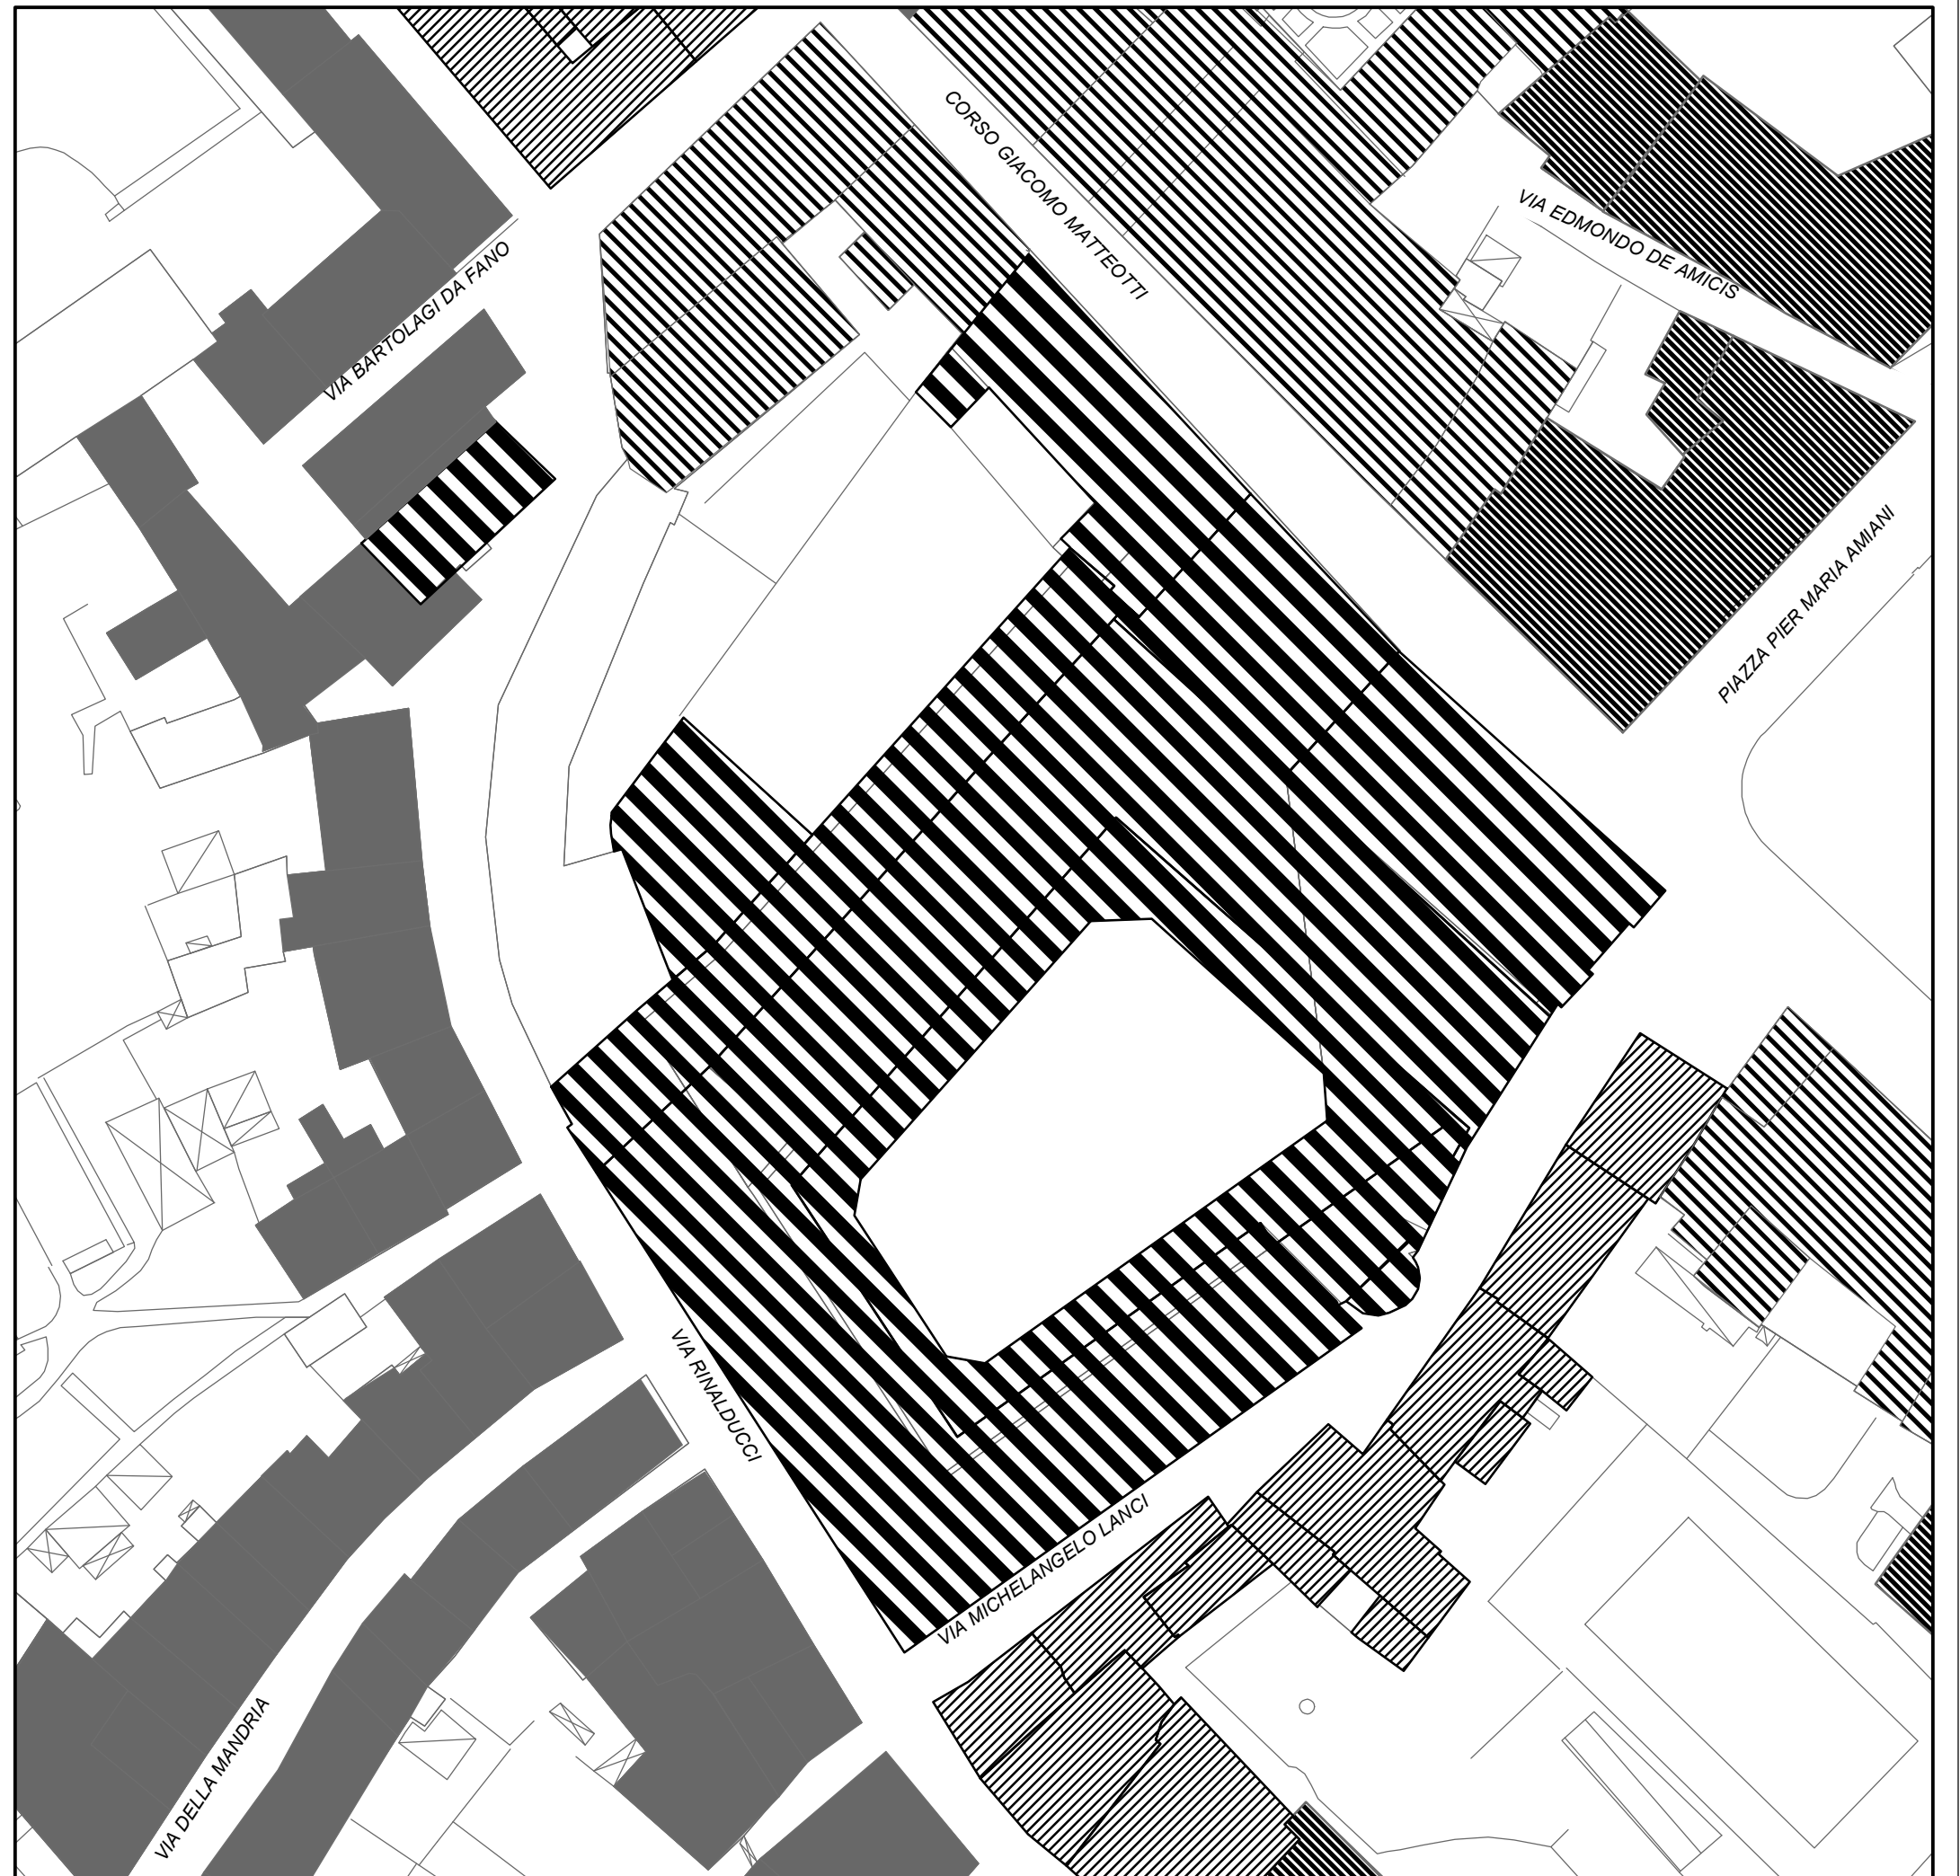 CORSO GIACOMO MATTEOTTI
VIA EDMONDO DE AMICIS
VIA BARTOLAGI DA FANO
PIAZZA PIER MARIA AMIANI
VIA RINALDUCCI
VIA MICHELANGELO LANCI
VIA DELLA MANDRIA